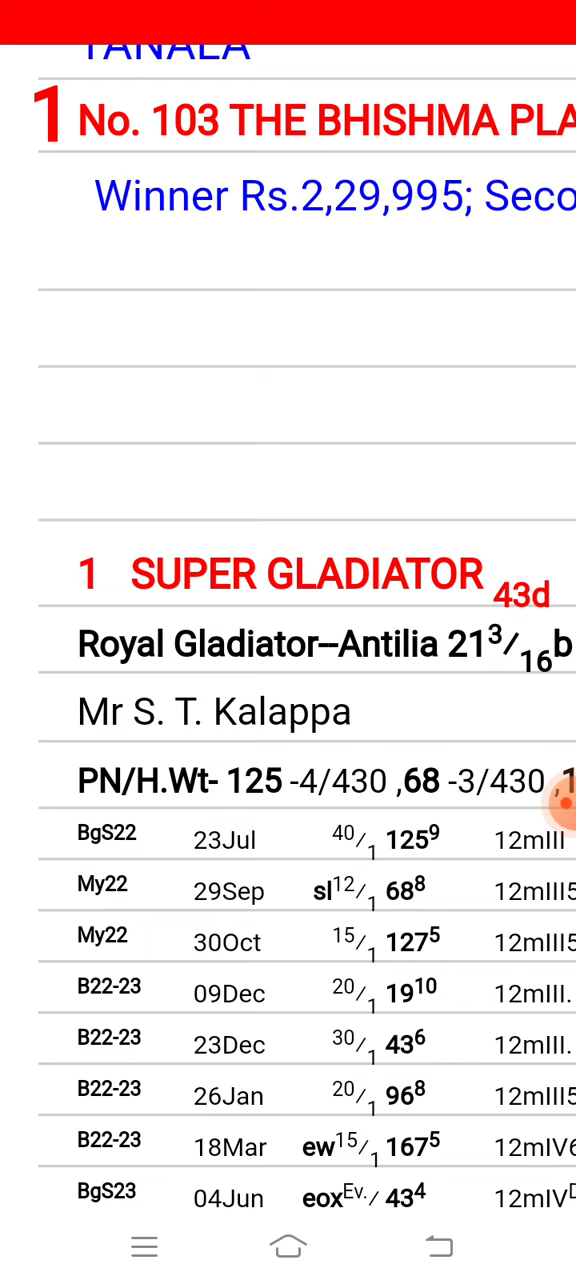 TANALA
1 No. 103 THE BHISHMA PLA
Winner Rs.2,29,995; Seco
1 SUPER GLADIATOR 43d
Royal Gladiator--Antilia 21³/₁₆b
Mr S. T. Kalappa
PN/H.Wt- 125 -4/430 ,68 -3/430 ,1
BgS22 23Jul ⁴⁰/₁ 125⁹ 12mIII
My22 29Sep sl¹²/₁ 68⁸ 12mIII5
My22 30Oct ¹⁵/₁ 127⁵ 12mIII5
B22-23 09Dec ²⁰/₁ 19¹⁰ 12mIII.
B22-23 23Dec ³⁰/₁ 43⁶ 12mIII.
B22-23 26Jan ²⁰/₁ 96⁸ 12mIII5
B22-23 18Mar ew¹⁵/₁ 167⁵ 12mIV6
BgS23 04Jun eoxEv./ 43⁴ 12mIVD